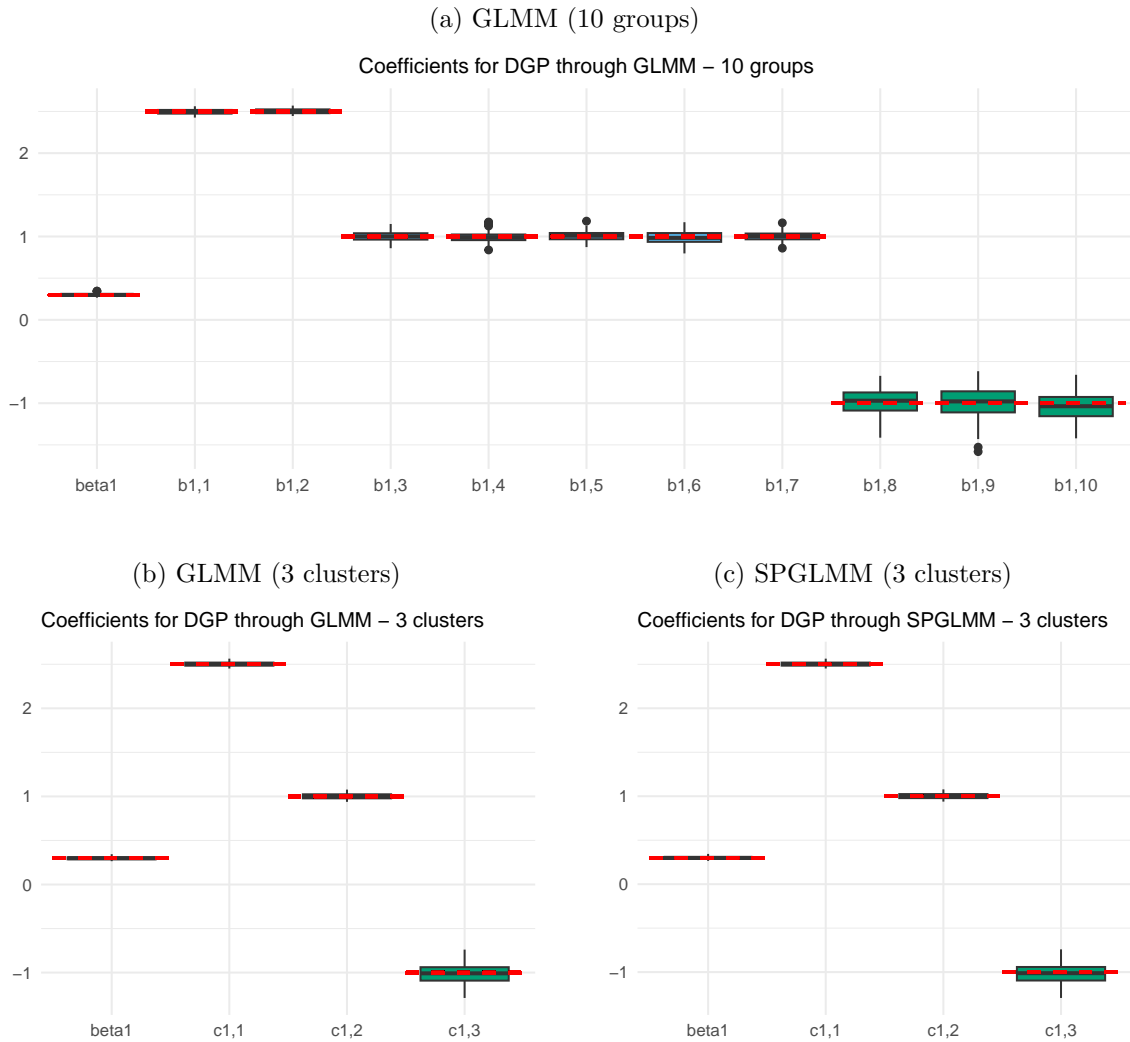 (a) GLMM (10 groups)
Coefficients for DGP through GLMM – 10 groups
2
1
0
−1
beta1 b1,1 b1,2 b1,3 b1,4 b1,5 b1,6 b1,7 b1,8 b1,9 b1,10
(b) GLMM (3 clusters)
Coefficients for DGP through GLMM – 3 clusters
2
1
0
−1
beta1 c1,1 c1,2 c1,3
(c) SPGLMM (3 clusters)
Coefficients for DGP through SPGLMM – 3 clusters
2
1
0
−1
beta1 c1,1 c1,2 c1,3